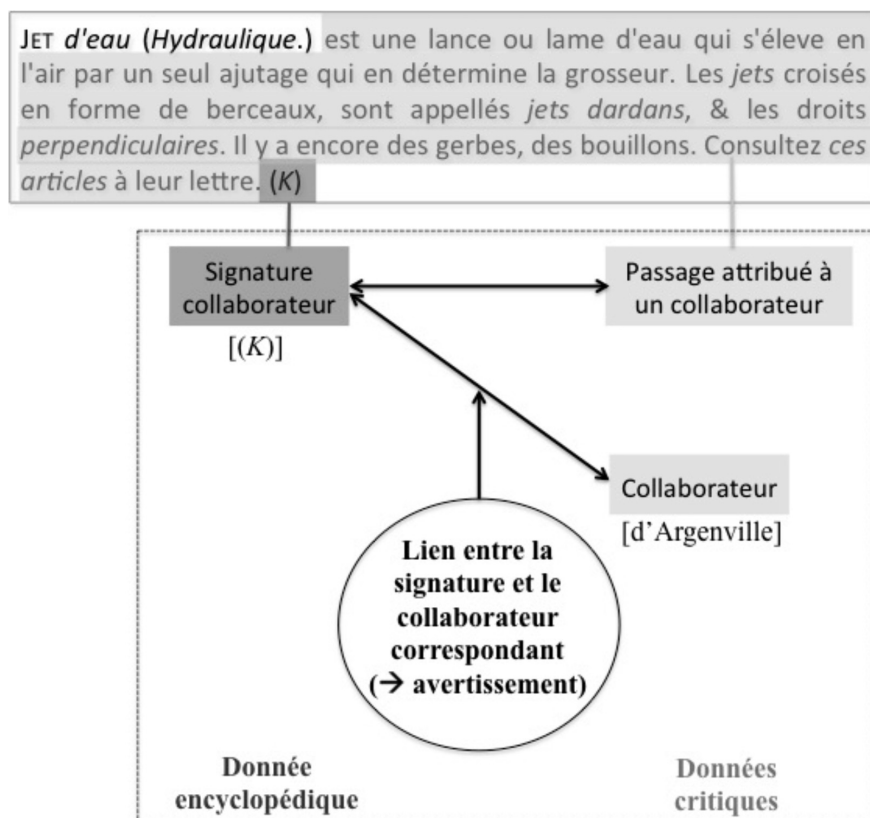 JET d'eau (Hydraulique.) est une lance ou lame d'eau qui s'éleve en
l'air par un seul ajutage qui en détermine la grosseur. Les jets croisés
en forme de berceaux, sont appellés jets dardans, & les droits
perpendiculaires. Il y a encore des gerbes, des bouillons. Consultez ces
articles à leur lettre. (K)
Signature
collaborateur
[(K)]
Passage attribué à
un collaborateur
Collaborateur
[d'Argenville]
Lien entre la
signature et le
collaborateur
correspondant
(→ avertissement)
Donnée
encyclopédique
Données
critiques